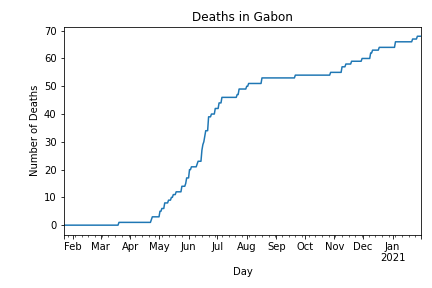 Deaths in Gabon
70
60
50
40
30
20
10
0
Number of Deaths
Feb Mar Apr May Jun Jul Aug Sep Oct Nov Dec Jan
2021
Day